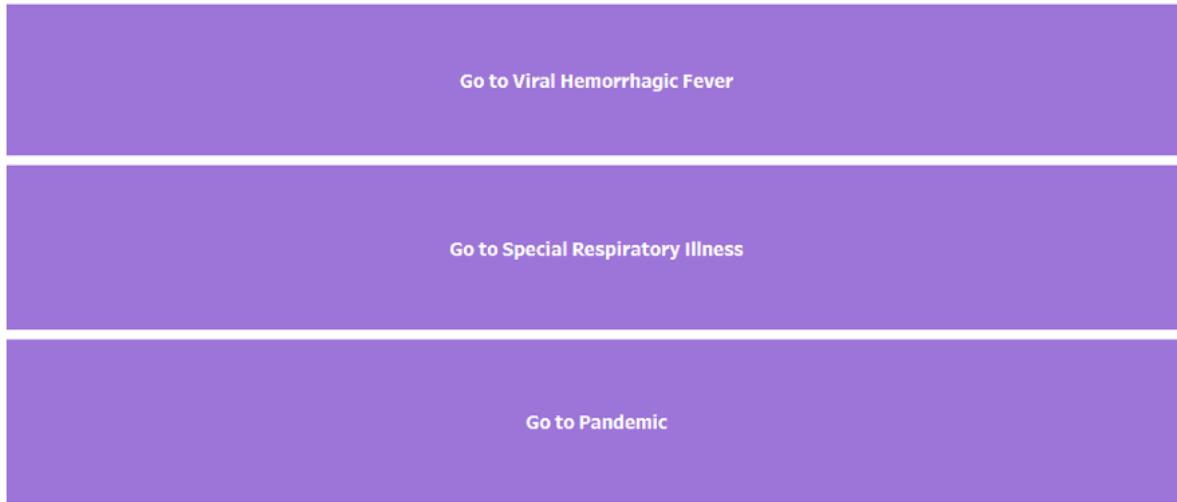 Go to Viral Hemorrhagic Fever
Go to Special Respiratory Illness
Go to Pandemic